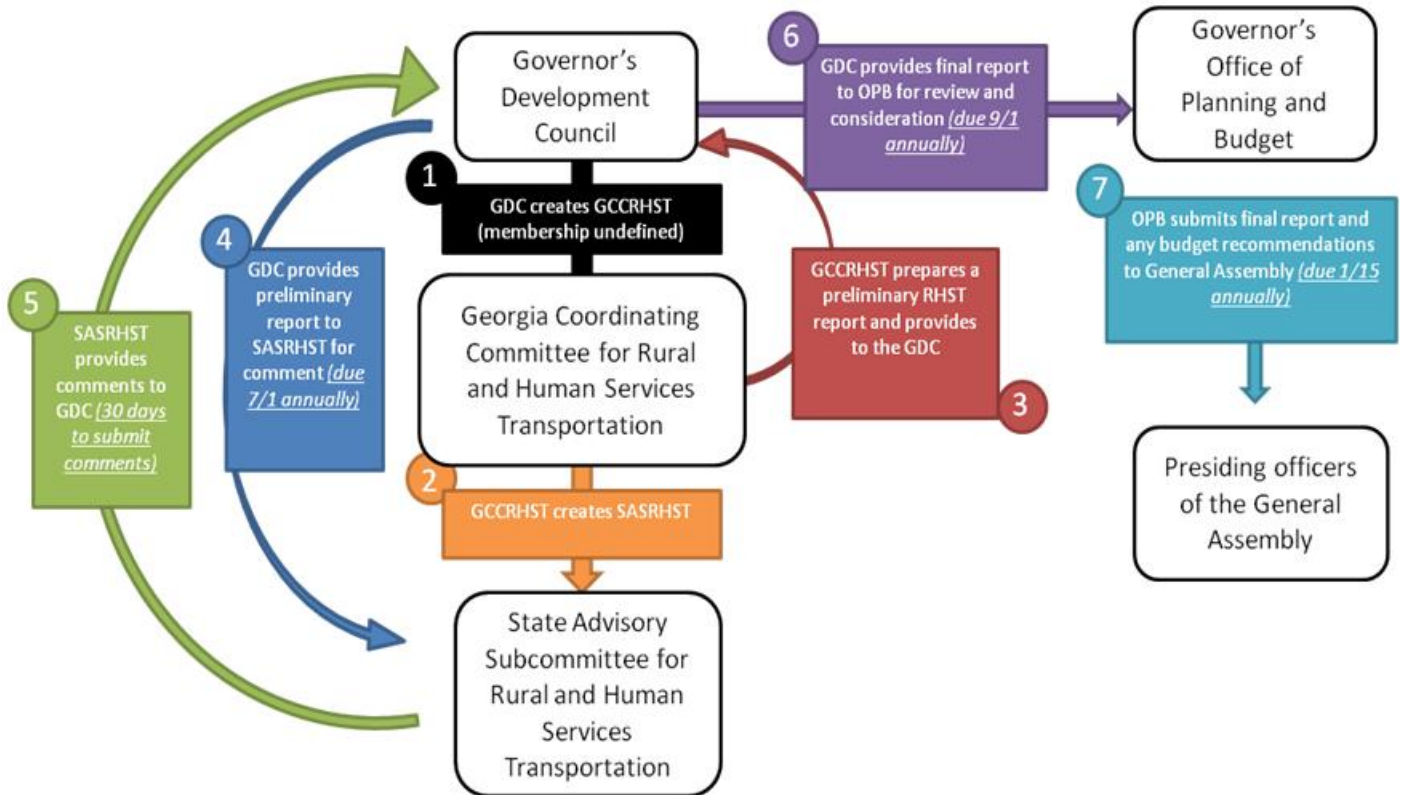 Governor's
Development
Council
6
GDC provides final report
to OPB for review and
consideration (due 9/1
annually)
Governor's
Office of
Planning and
Budget
1
GDC creates GCCRHST
(membership undefined)
7
OPB submits final report and
any budget recommendations
to General Assembly (due 1/15
annually)
4
GDC provides
preliminary
report to
SASRHST for
comment (due
7/1 annually)
5
SASRHST
provides
comments to
GDC (30 days
to submit
comments)
Georgia Coordinating
Committee for Rural
and Human Services
Transportation
GCCRHST prepares a
preliminary RHST
report and provides
to the GDC
3
2
GCCRHST creates SASRHST
Presiding officers
of the General
Assembly
State Advisory
Subcommittee for
Rural and Human
Services
Transportation